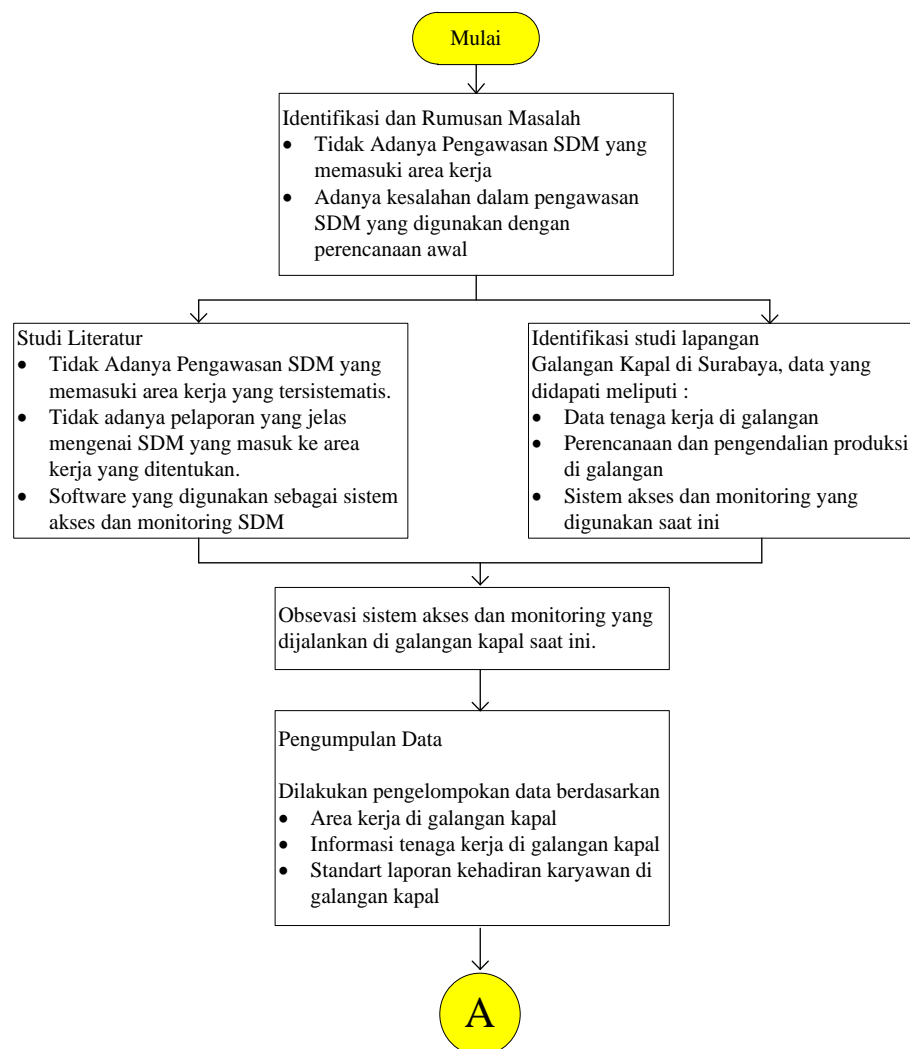 Mulai
Identifikasi dan Rumusan Masalah
• Tidak Adanya Pengawasan SDM yang
memasuki area kerja
• Adanya kesalahan dalam pengawasan
SDM yang digunakan dengan
perencanaan awal
Studi Literatur
• Tidak Adanya Pengawasan SDM yang
memasuki area kerja yang tersistematis.
• Tidak adanya pelaporan yang jelas
mengenai SDM yang masuk ke area
kerja yang ditentukan.
• Software yang digunakan sebagai sistem
akses dan monitoring SDM
Identifikasi studi lapangan
Galangan Kapal di Surabaya, data yang
didapati meliputi :
• Data tenaga kerja di galangan
• Perencanaan dan pengendalian produksi
di galangan
• Sistem akses dan monitoring yang
digunakan saat ini
Obsevasi sistem akses dan monitoring yang
dijalankan di galangan kapal saat ini.
Pengumpulan Data
Dilakukan pengelompokan data berdasarkan
• Area kerja di galangan kapal
• Informasi tenaga kerja di galangan kapal
• Standart laporan kehadiran karyawan di
galangan kapal
A